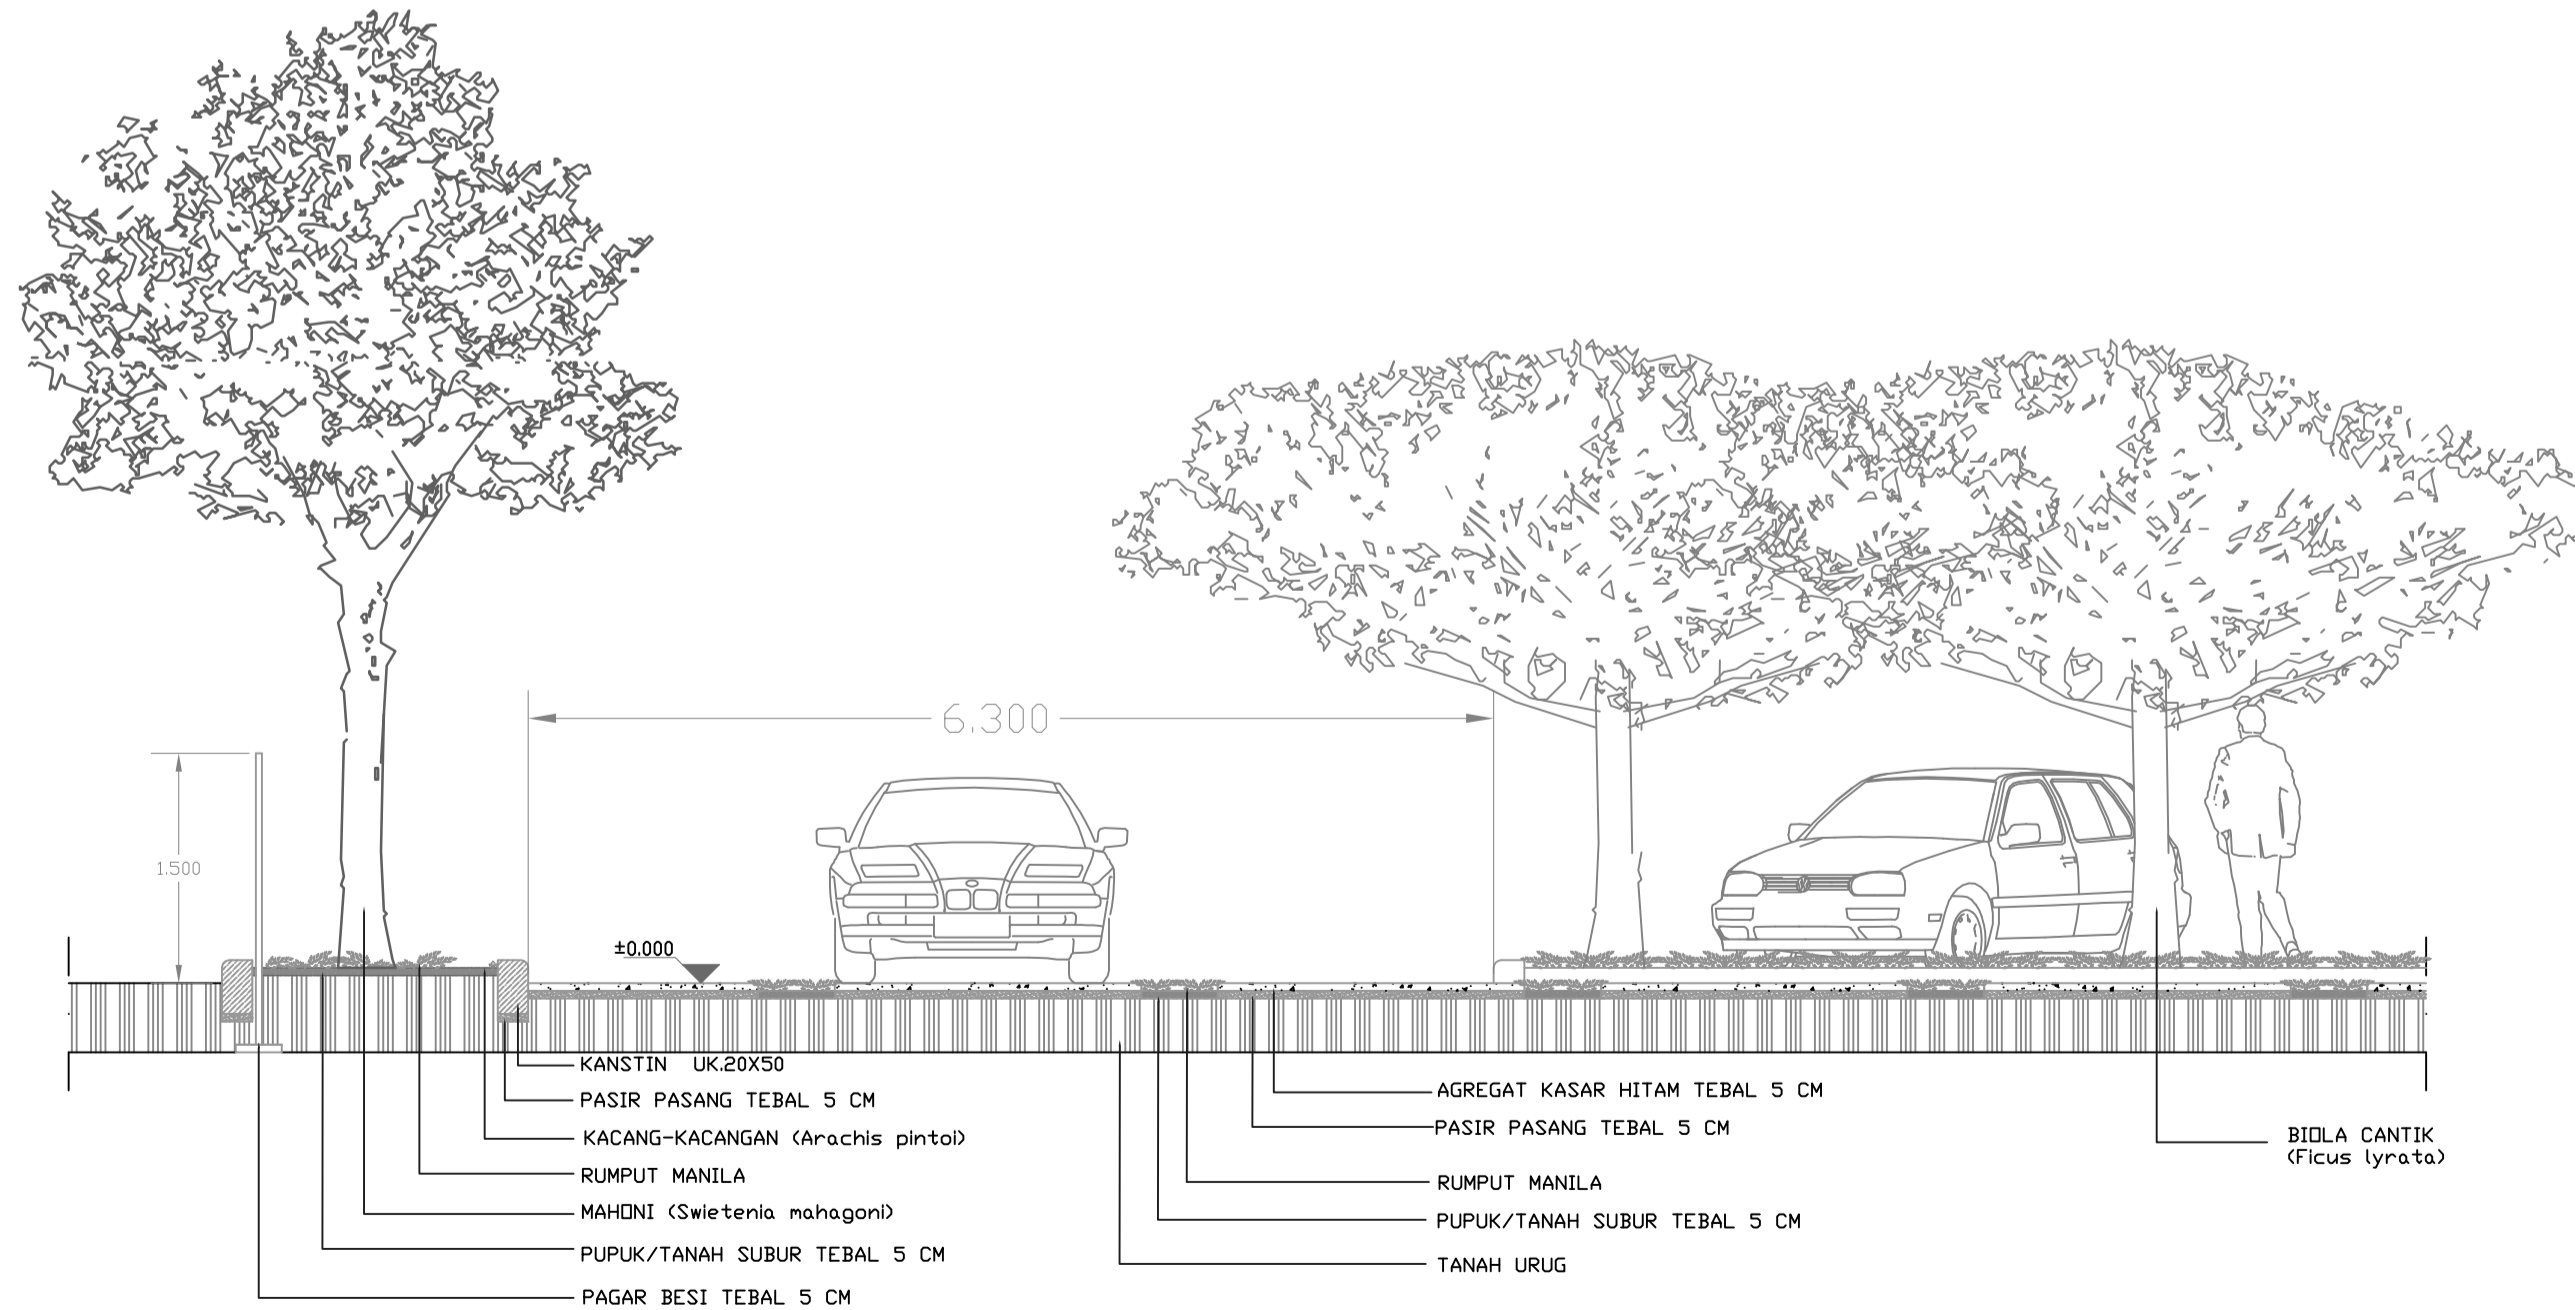 6.300
1.500
±0.000
KANSTIN UK.20X50
PASIR PASANG TEBAL 5 CM
KACANG-KACANGAN (Arachis pintoi)
RUMPUT MANILA
MAHONI (Swietenia mahagoni)
PUPUK/TANAH SUBUR TEBAL 5 CM
PAGAR BESI TEBAL 5 CM
AGREGAT KASAR HITAM TEBAL 5 CM
PASIR PASANG TEBAL 5 CM
RUMPUT MANILA
PUPUK/TANAH SUBUR TEBAL 5 CM
TANAH URUG
BIOLA CANTIK
(Ficus lyrata)